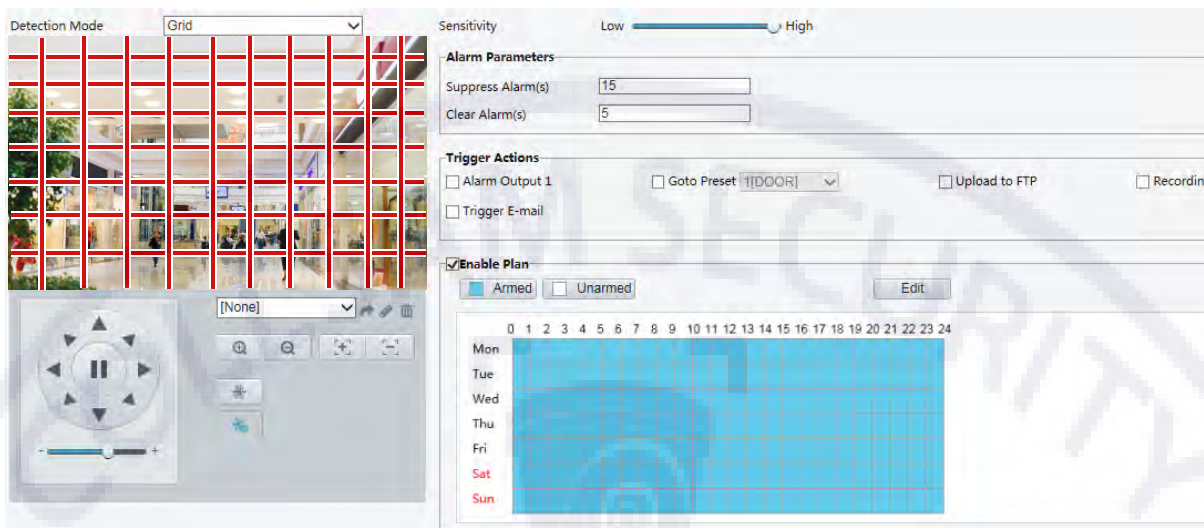 Detection Mode Grid
Sensitivity Low High
Alarm Parameters
Suppress Alarm(s) 15
Clear Alarm(s) 5
Trigger Actions
Alarm Output 1 Goto Preset 1[DOOR] Upload to FTP Recordin
Trigger E-mail
Enable Plan
Armed Unarmed Edit
[None]
0 1 2 3 4 5 6 7 8 9 10 11 12 13 14 15 16 17 18 19 20 21 22 23 24
Mon
Tue
Wed
Thu
Fri
Sat
Sun
- +
SECURITY